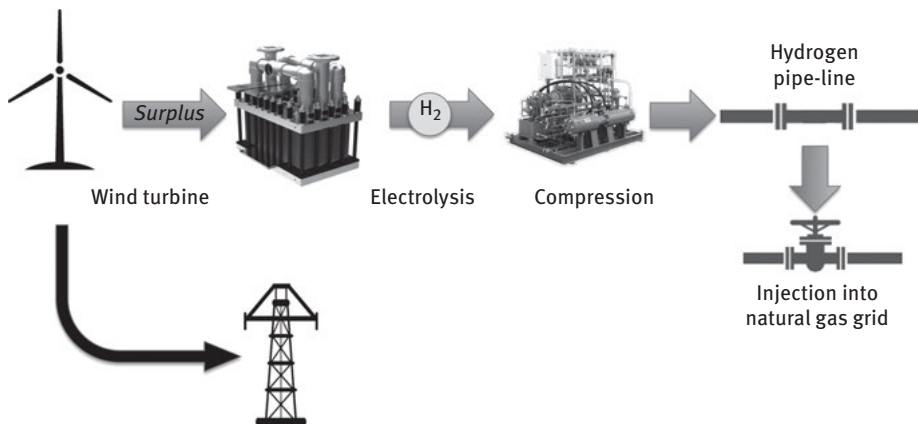 Hydrogen
pipe-line
Surplus
H₂
Wind turbine
Electrolysis
Compression
Injection into
natural gas grid